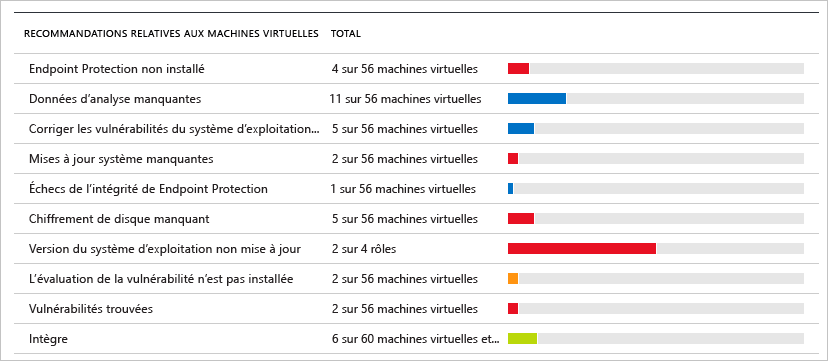 RECOMMANDATIONS RELATIVES AUX MACHINES VIRTUELLES TOTAL
Endpoint Protection non installé 4 sur 56 machines virtuelles
Données d’analyse manquantes 11 sur 56 machines virtuelles
Corriger les vulnérabilités du système d’exploitation... 5 sur 56 machines virtuelles
Mises à jour système manquantes 2 sur 56 machines virtuelles
Échecs de l’intégrité de Endpoint Protection 1 sur 56 machines virtuelles
Chiffrement de disque manquant 5 sur 56 machines virtuelles
Version du système d’exploitation non mise à jour 2 sur 4 rôles
L’évaluation de la vulnérabilité n’est pas installée 2 sur 56 machines virtuelles
Vulnérabilités trouvées 2 sur 56 machines virtuelles
Intègre 6 sur 60 machines virtuelles et...